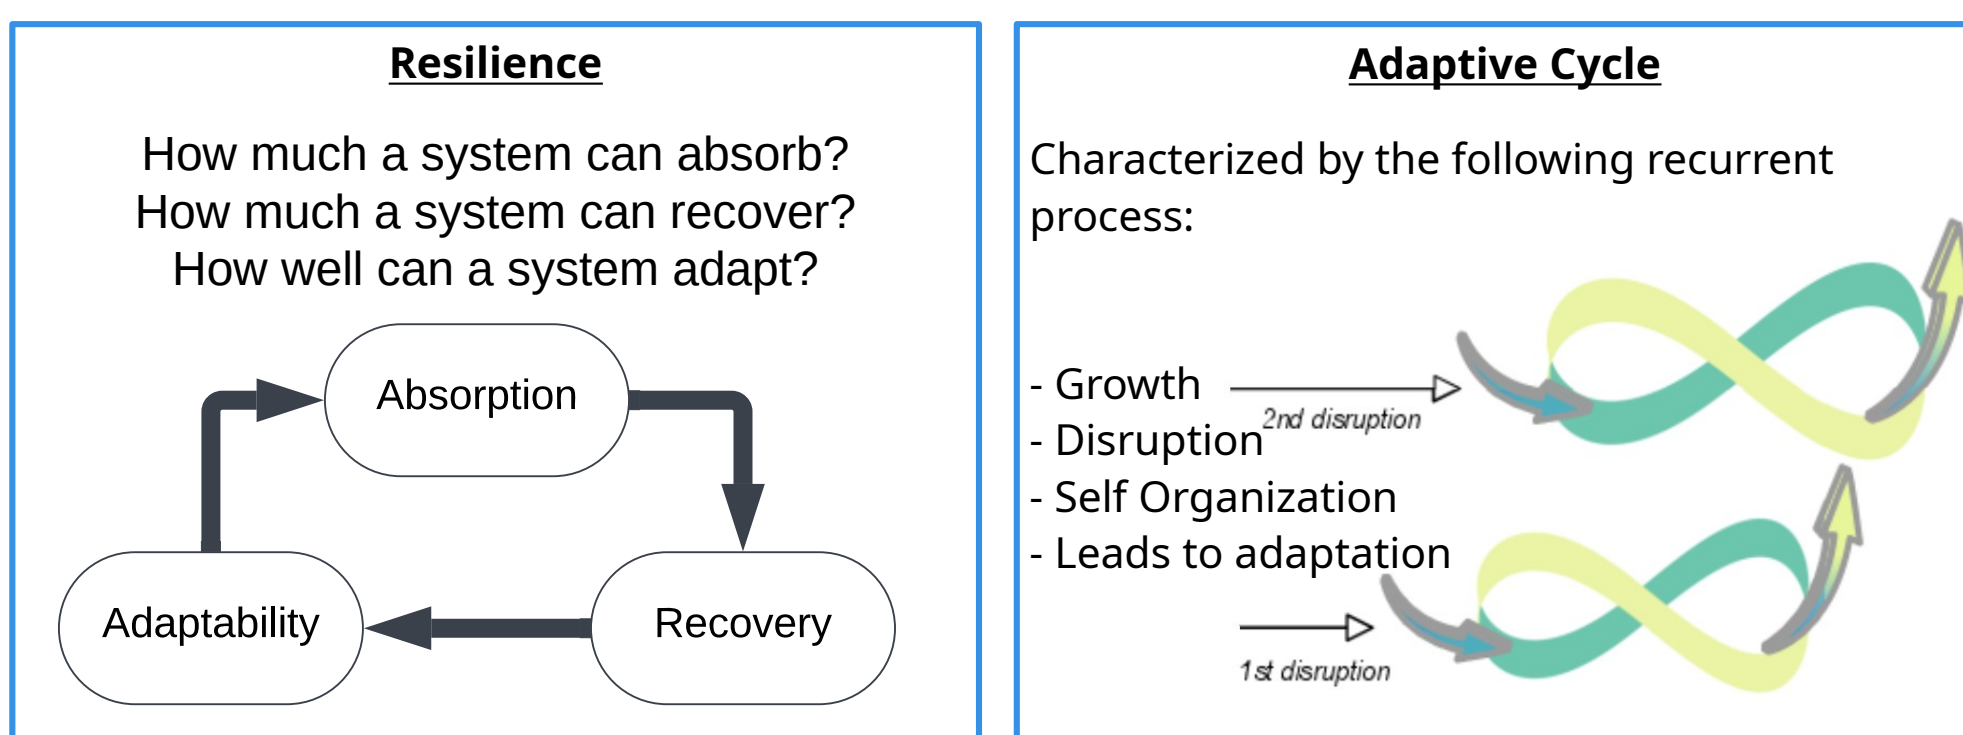 Resilience
How much a system can absorb?
How much a system can recover?
How well can a system adapt?
Absorption
Adaptability
Recovery
Adaptive Cycle
Characterized by the following recurrent
process:
- Growth
2nd disruption
- Disruption
- Self Organization
- Leads to adaptation
1st disruption